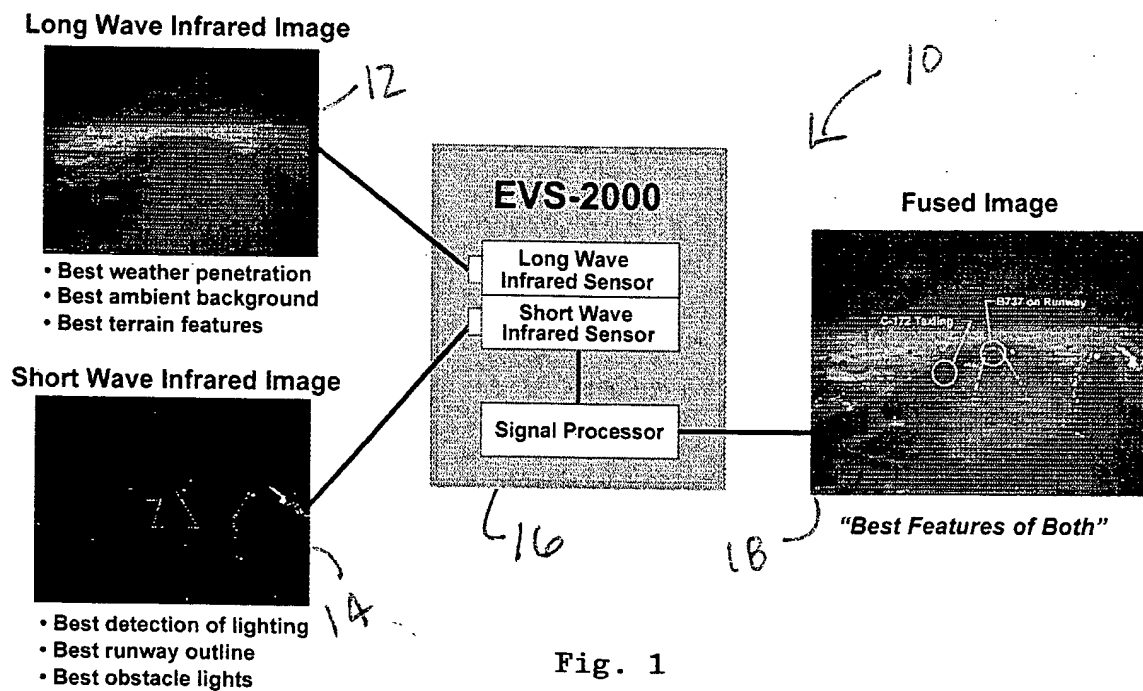 Long Wave Infrared Image
12
• Best weather penetration
• Best ambient background
• Best terrain features
Short Wave Infrared Image
14
• Best detection of lighting
• Best runway outline
• Best obstacle lights
EVS-2000
Long Wave
Infrared Sensor
Short Wave
Infrared Sensor
Signal Processor
16
10
Fused Image
B737 on Runway
C-172 Taxiing
18
“Best Features of Both”
Fig. 1